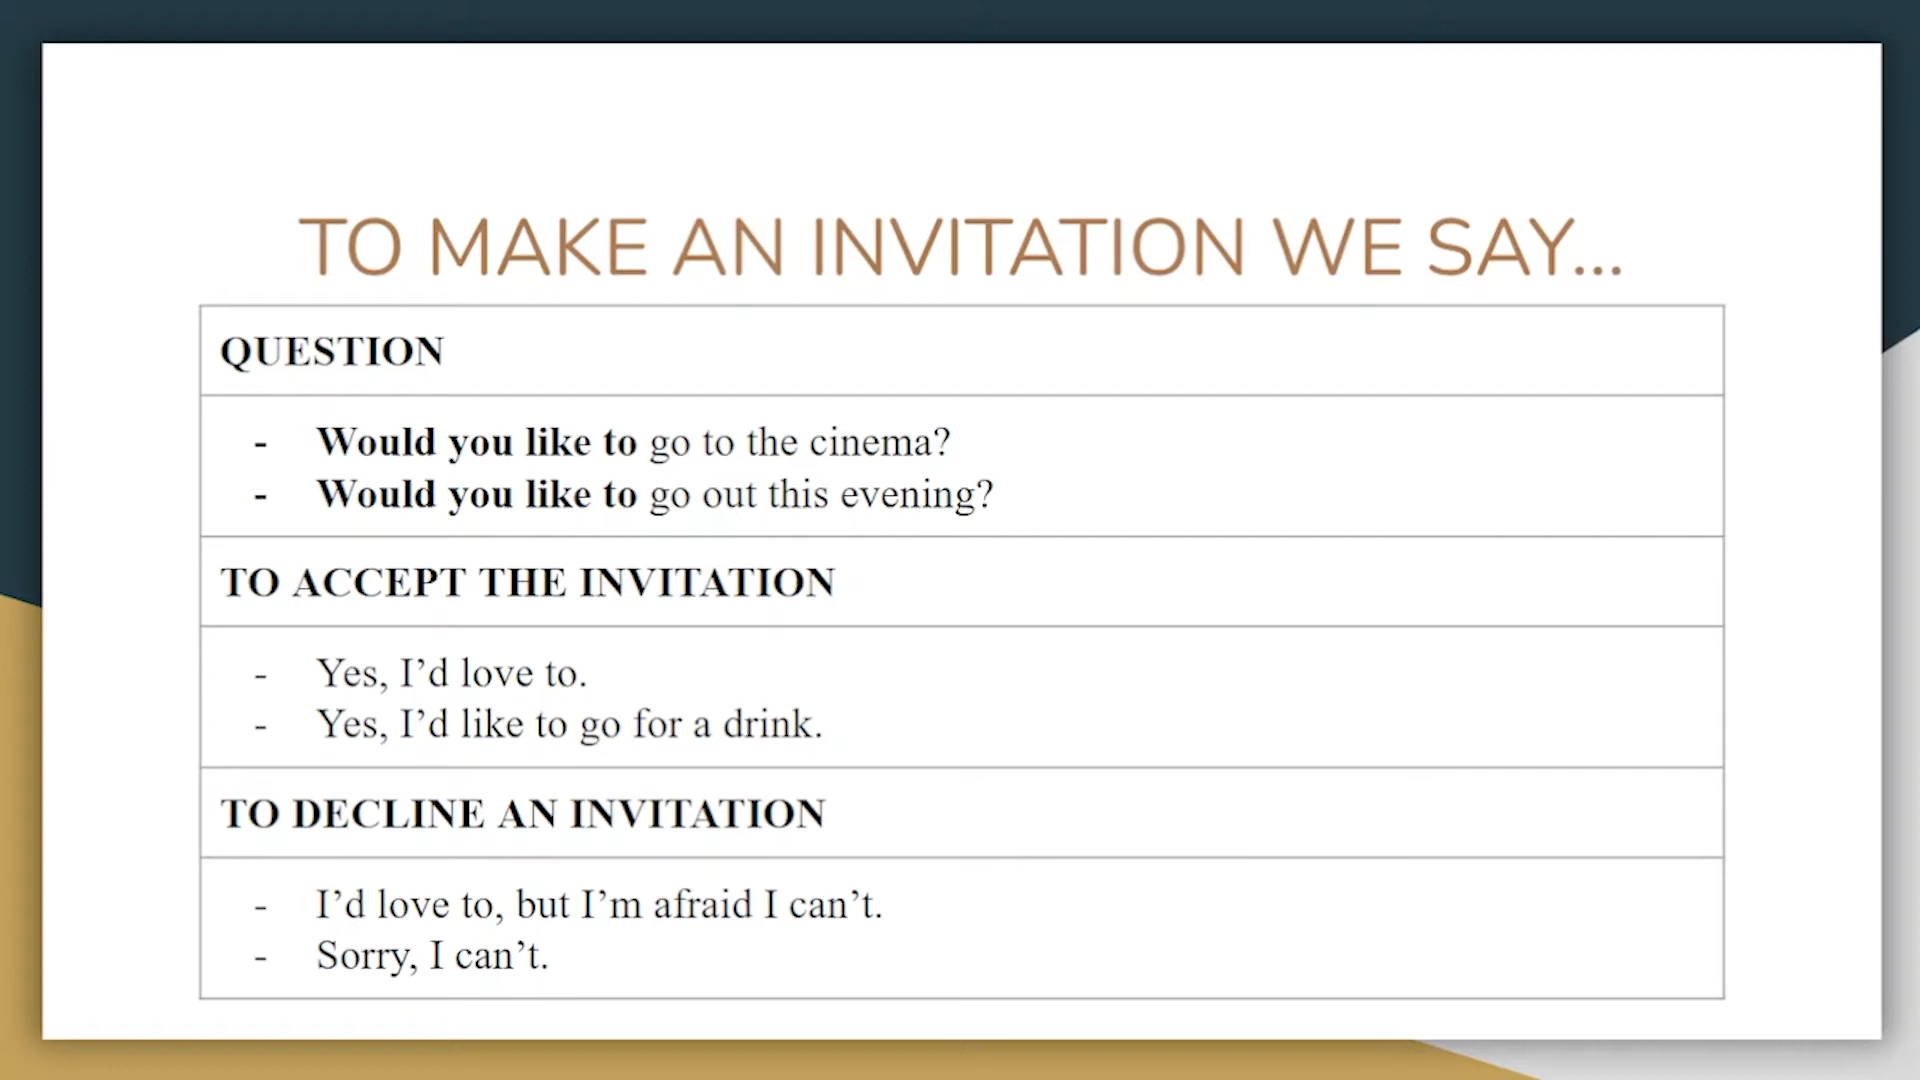 TO MAKE AN INVITATION WE SAY...
QUESTION
- Would you like to go to the cinema?
- Would you like to go out this evening?
TO ACCEPT THE INVITATION
- Yes, I’d love to.
- Yes, I’d like to go for a drink.
TO DECLINE AN INVITATION
- I’d love to, but I’m afraid I can’t.
- Sorry, I can’t.